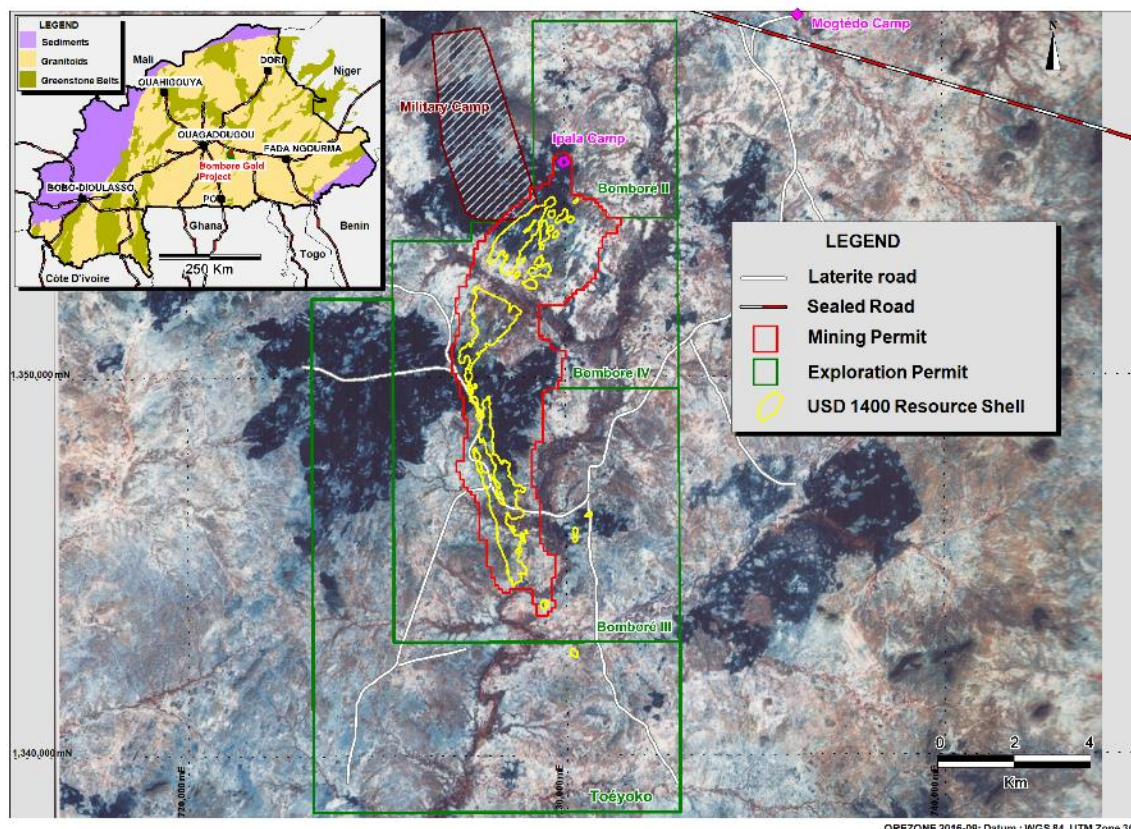 LEGEND
Sediments
Granitoids
Greenstone Belts
Mali
DORI
Niger
OUAHIGOUYA
OUAGADOUGOU
FADA NGOURMA
Bombore Gold
Project
BOBO-DIOULASSO
PO
Ghana
Benin
Togo
Côte D'ivoire
250 Km
Mogtédo Camp
N
Military Camp
Ipala Camp
Bomboré II
LEGEND
Laterite road
Sealed Road
Mining Permit
Exploration Permit
USD 1400 Resource Shell
1,350,000 mN
Bomboré IV
Bomboré III
1,340,000 mN
Toéyoko
720,000 mE
740,000 mE
0 2 4
Km
OREZONE 2016-09; Datum : WGS 84, UTM Zone 30